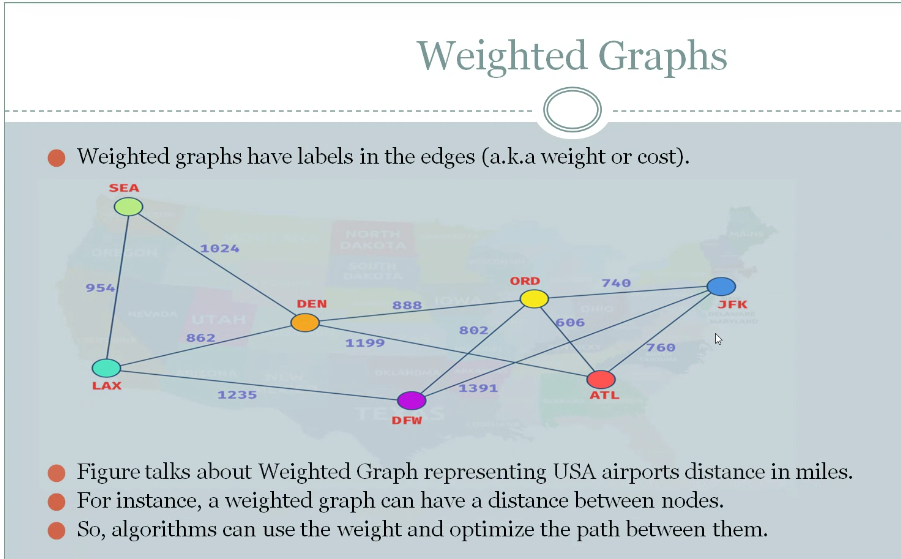 Weighted Graphs
Weighted graphs have labels in the edges (a.k.a weight or cost).
SEA
1024
954
NORTH
DAKOTA
ORD
740
DEN
888
JFK
UTAH
862
802
606
1199
760
LAX
1235
1391
ATL
TEXAS
DFW
Figure talks about Weighted Graph representing USA airports distance in miles.
For instance, a weighted graph can have a distance between nodes.
So, algorithms can use the weight and optimize the path between them.